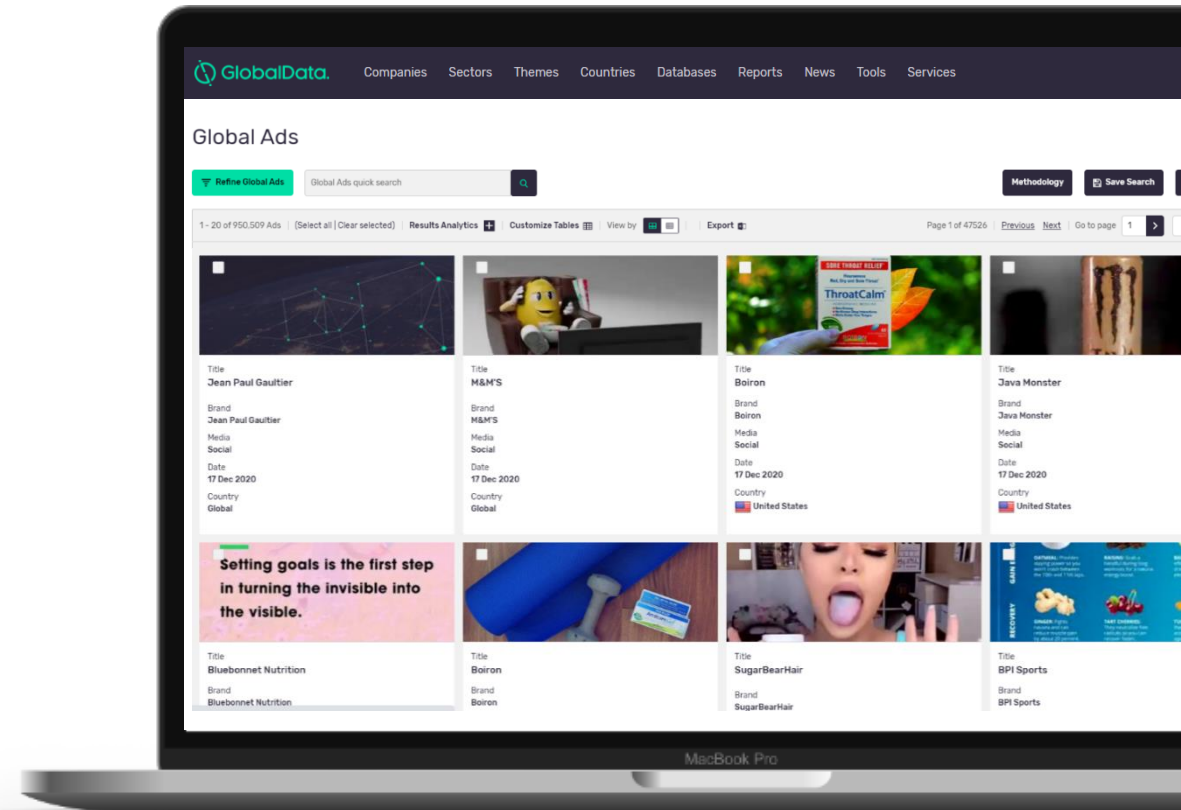 GlobalData.
Companies Sectors Themes Countries Databases Reports News Tools Services
Global Ads
Refine Global Ads
Global Ads quick search
Methodology
Save Search
1 - 20 of 950,509 Ads | (Select all | Clear selected) | Results Analytics
Customize Tables
View by
Export
Page 1 of 47526 | Previous Next | Go to page 1
SORE THROAT RELIEF
ThroatCalm
Title Title Title Title
Jean Paul Gaultier M&M'S Boiron Java Monster
Brand Brand Brand Brand
Jean Paul Gaultier M&M'S Boiron Java Monster
Media Media Media Media
Social Social Social Social
Date Date Date Date
17 Dec 2020 17 Dec 2020 17 Dec 2020 17 Dec 2020
Country Country Country Country
Global Global United States United States
Setting goals is the first step
in turning the invisible into
the visible.
RECOVERY
Title Title Title Title
Bluebonnet Nutrition Boiron SugarBearHair BPI Sports
Brand Brand Brand Brand
Bluebonnet Nutrition Boiron SugarBearHair BPI Sports
MacBook Pro